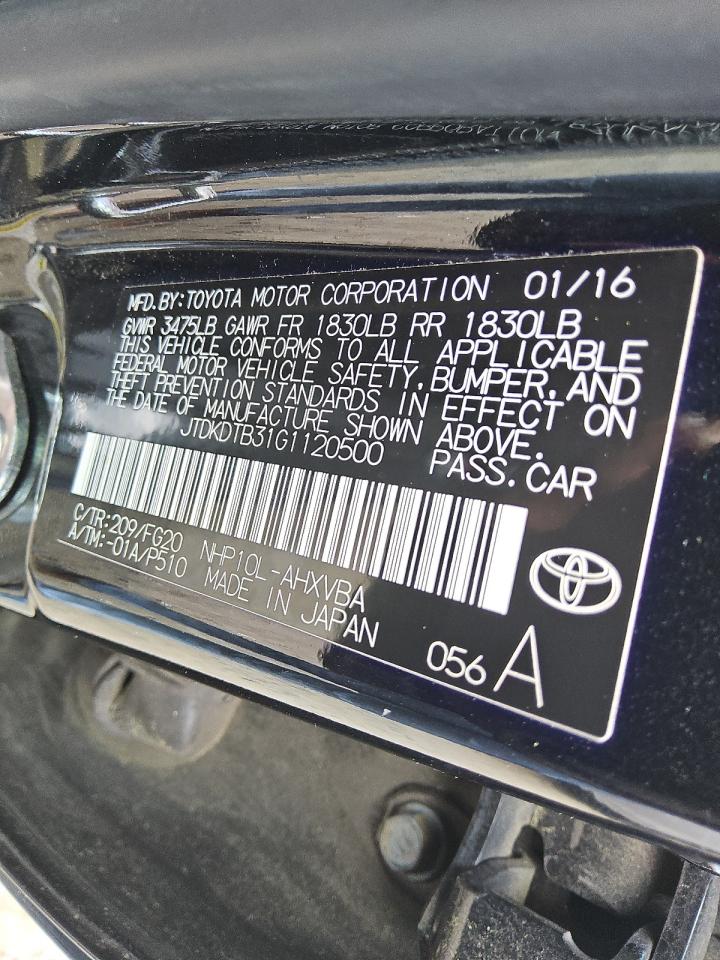 MFD.BY:TOYOTA MOTOR CORPORATION 01/16
GVWR 3475LB GAWR FR 1830LB RR 1830LB
THIS VEHICLE CONFORMS TO ALL APPLICABLE
FEDERAL MOTOR VEHICLE SAFETY,BUMPER,AND
THEFT PREVENTION STANDARDS IN EFFECT ON
THE DATE OF MANUFACTURE SHOWN ABOVE.
JTDKDTB31G1120500 PASS.CAR
C/TR:209/FG20 NHP10L-AHXVBA
A/TM:-01A/P510 MADE IN JAPAN
056 A